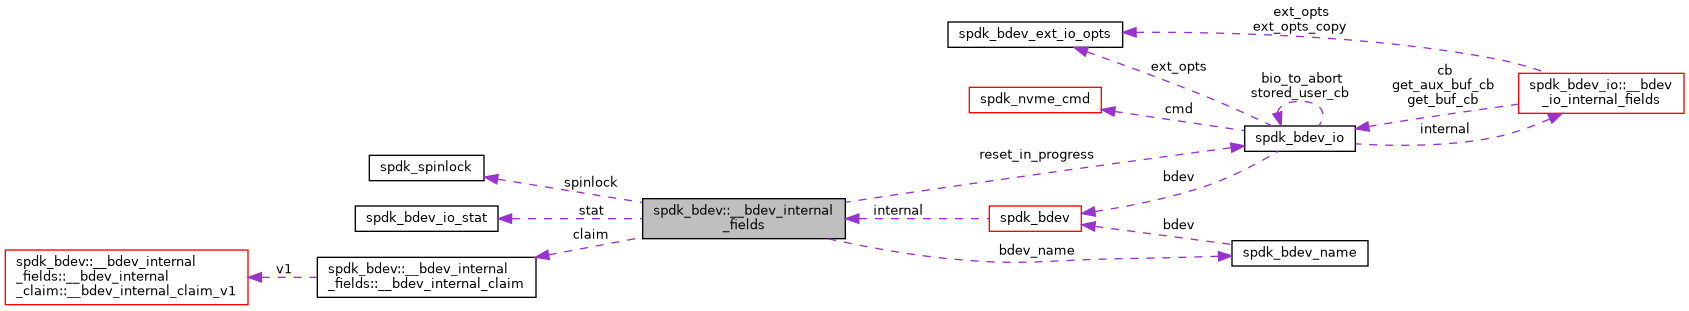 ext_opts
ext_opts_copy
spdk_bdev_ext_io_opts
ext_opts
bio_to_abort
stored_user_cb
cb
get_aux_buf_cb
get_buf_cb
spdk_bdev_io::__bdev
_io_internal_fields
spdk_nvme_cmd
cmd
internal
spdk_bdev_io
reset_in_progress
spdk_spinlock
spinlock
bdev
spdk_bdev_io_stat
stat
spdk_bdev::__bdev_internal
_fields
internal
spdk_bdev
bdev
claim
bdev_name
spdk_bdev_name
spdk_bdev::__bdev_internal
_fields::__bdev_internal
_claim::__bdev_internal_claim_v1
v1
spdk_bdev::__bdev_internal
_fields::__bdev_internal_claim